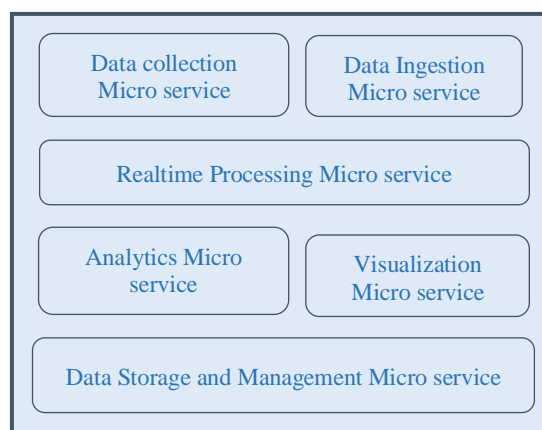 Data collection
Micro service
Data Ingestion
Micro service
Realtime Processing Micro service
Analytics Micro
service
Visualization
Micro service
Data Storage and Management Micro service